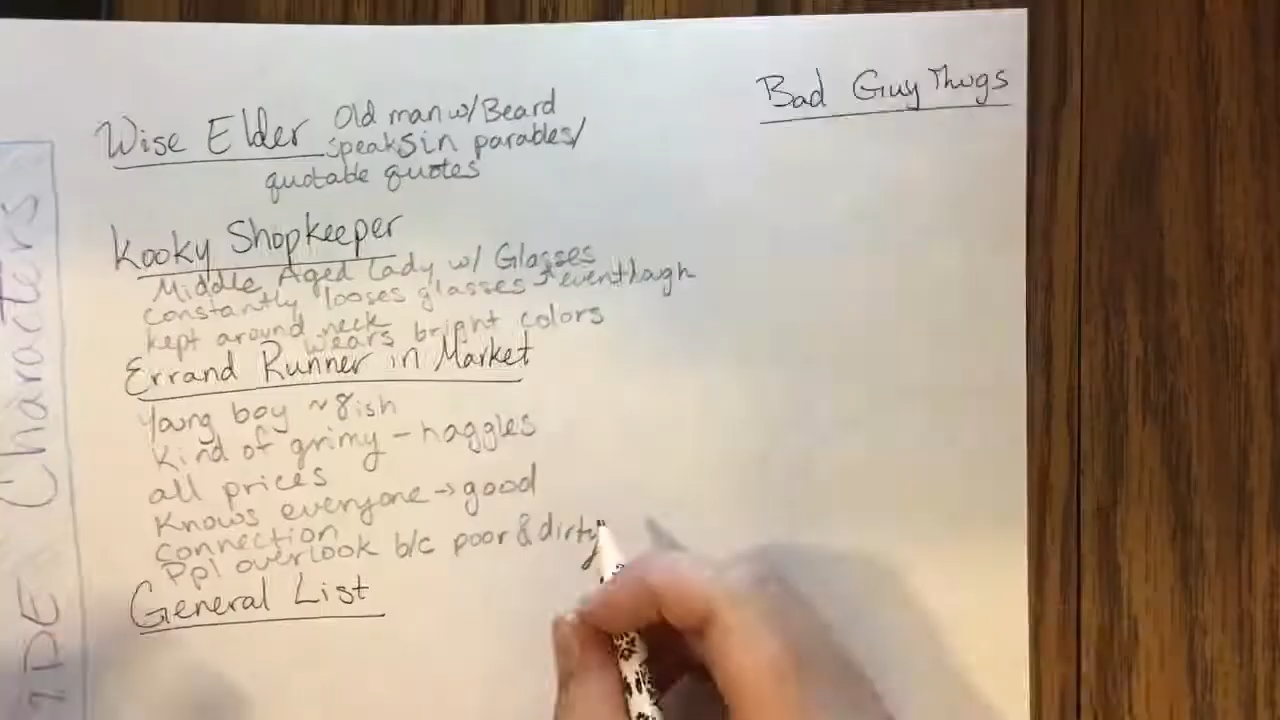 Wise Elder Old man w/ Beard
speaks in parables/
quotable quotes
Bad Guy Thugs
Kooky Shopkeeper
Middle Aged Lady w/ Glasses
constantly looses glasses → eventhough
kept around neck
wears bright colors
Errand Runner in Market
Young boy ~8ish
Kind of grimy - haggles
all prices
Knows everyone → good
connection
Ppl overlook b/c poor & dirty
General List
Characters